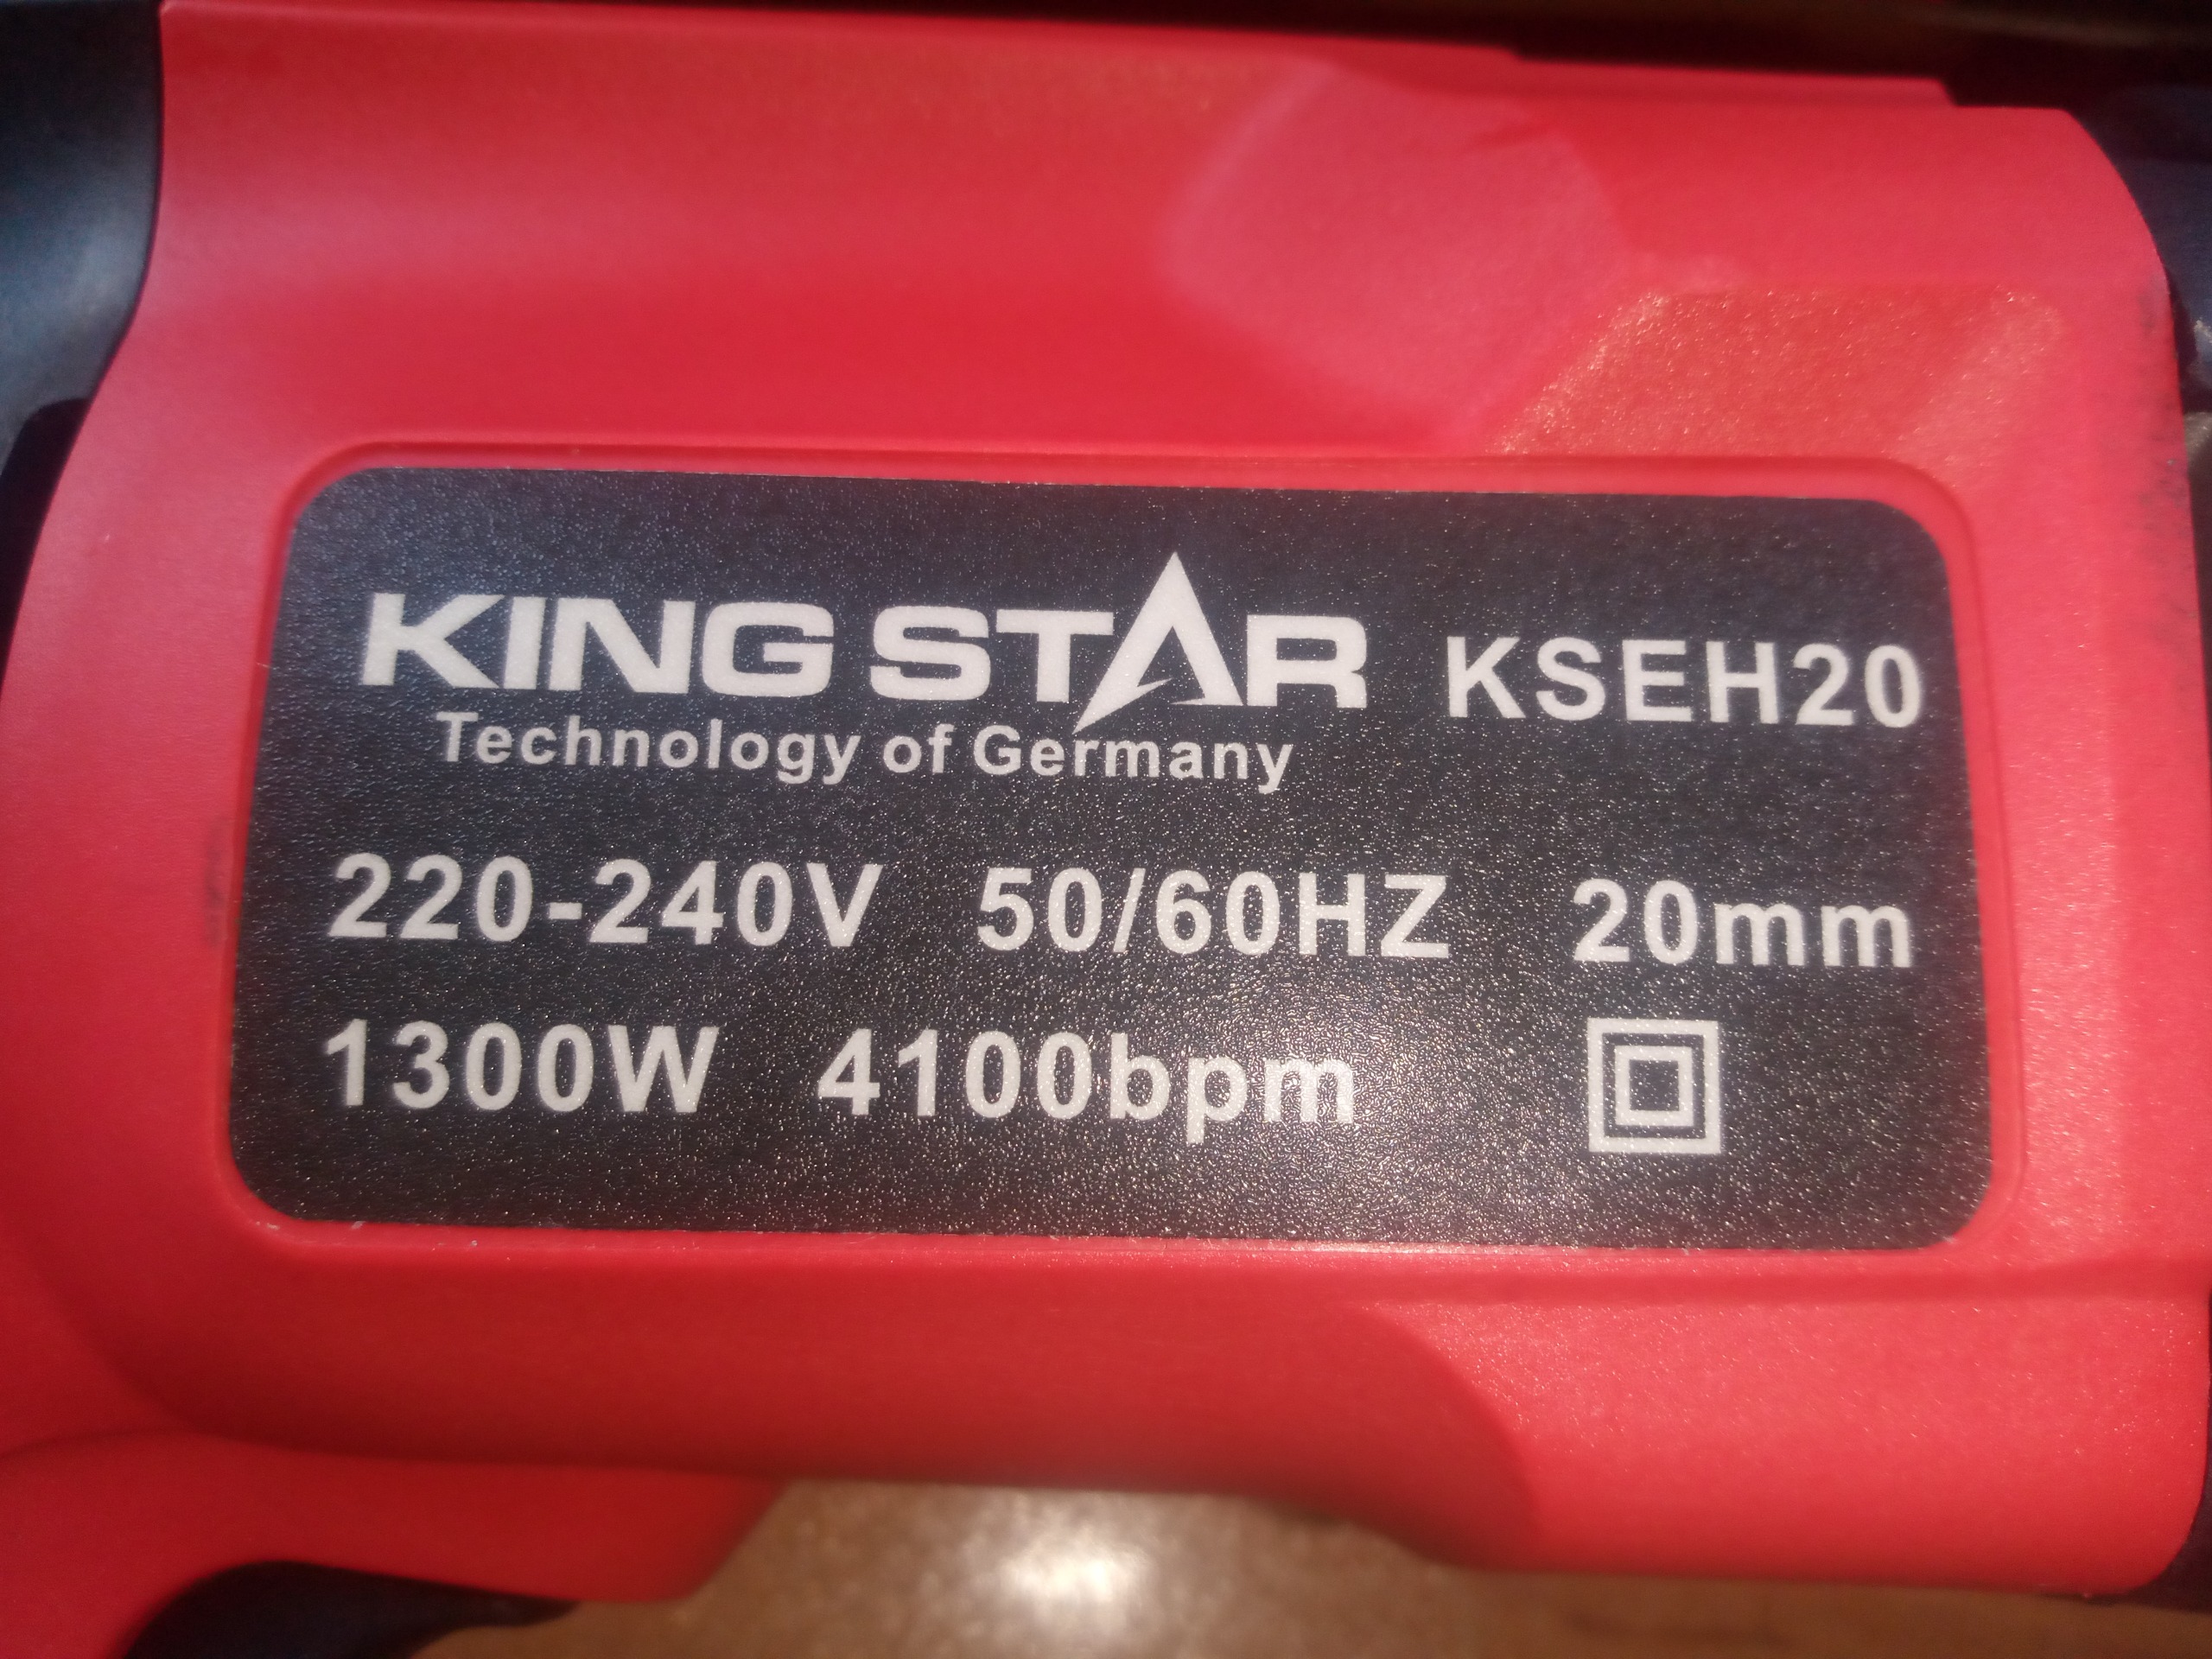 KING STAR KSEH20
Technology of Germany
220-240V 50/60HZ 20mm
1300W 4100bpm